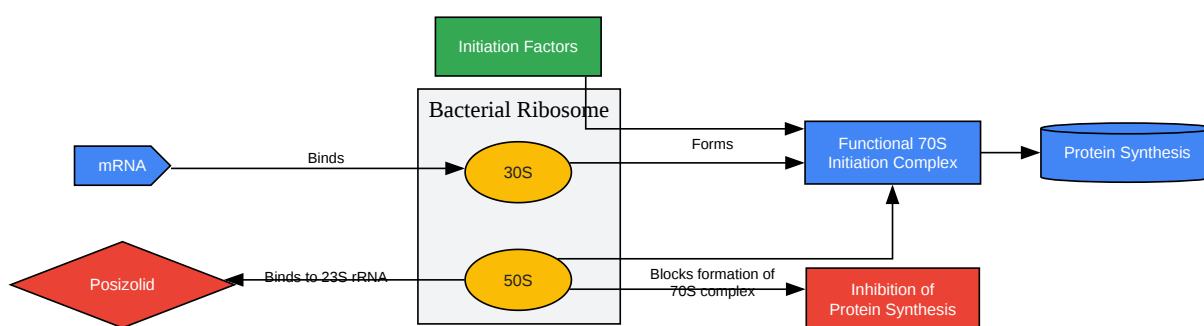 Initiation Factors
Bacterial Ribosome
mRNA
Binds
30S
Forms
Functional 70S
Initiation Complex
Protein Synthesis
Posizolid
Binds to 23S rRNA
50S
Blocks formation of
70S complex
Inhibition of
Protein Synthesis